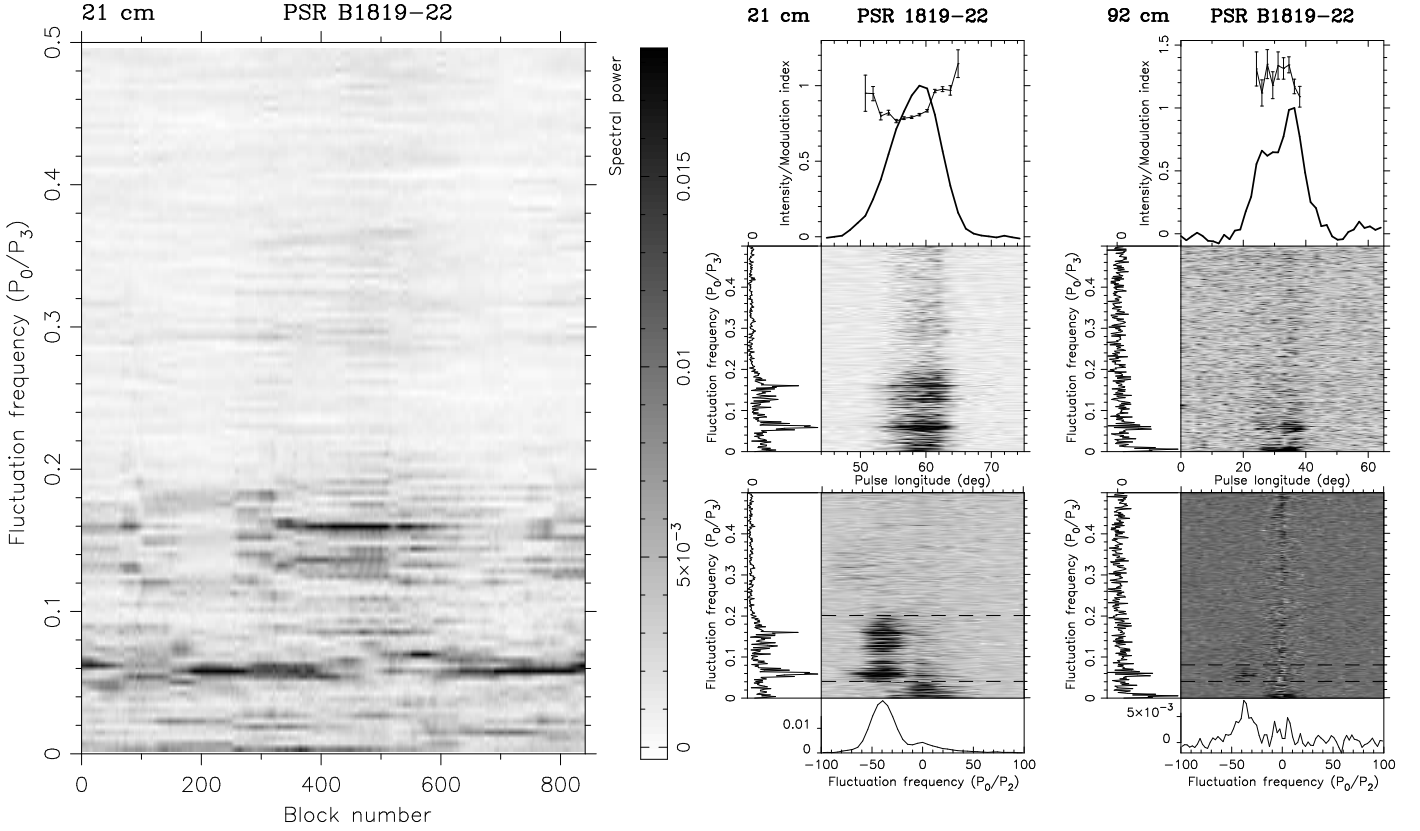 21 cm PSR B1819-22
Fluctuation frequency (P0/P3)
0.5
0.4
0.3
0.2
0.1
0
0 200 400 600 800
Block number
Spectral power
0.015
0.01
5×10⁻³
0
21 cm PSR 1819-22
Intensity/Modulation index
1
0.5
0
0
Fluctuation frequency (P0/P3)
0.4
0.3
0.2
0.1
0
50 60 70
Pulse longitude (deg)
0
Fluctuation frequency (P0/P3)
0.4
0.3
0.2
0.1
0
0.01
0
-100 -50 0 50 100
Fluctuation frequency (P0/P2)
92 cm PSR B1819-22
Intensity/Modulation index
1.5
1
0.5
0
0
Fluctuation frequency (P0/P3)
0.4
0.3
0.2
0.1
0
0 20 40 60
Pulse longitude (deg)
0
Fluctuation frequency (P0/P3)
0.4
0.3
0.2
0.1
0
5×10⁻³
0
-100 -50 0 50 100
Fluctuation frequency (P0/P2)